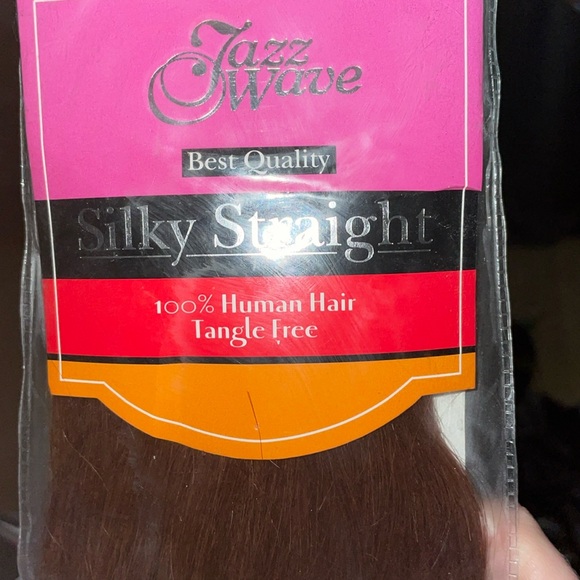 Jazz
Wave
Best Quality
Silky Straight
100% Human Hair
Tangle Free